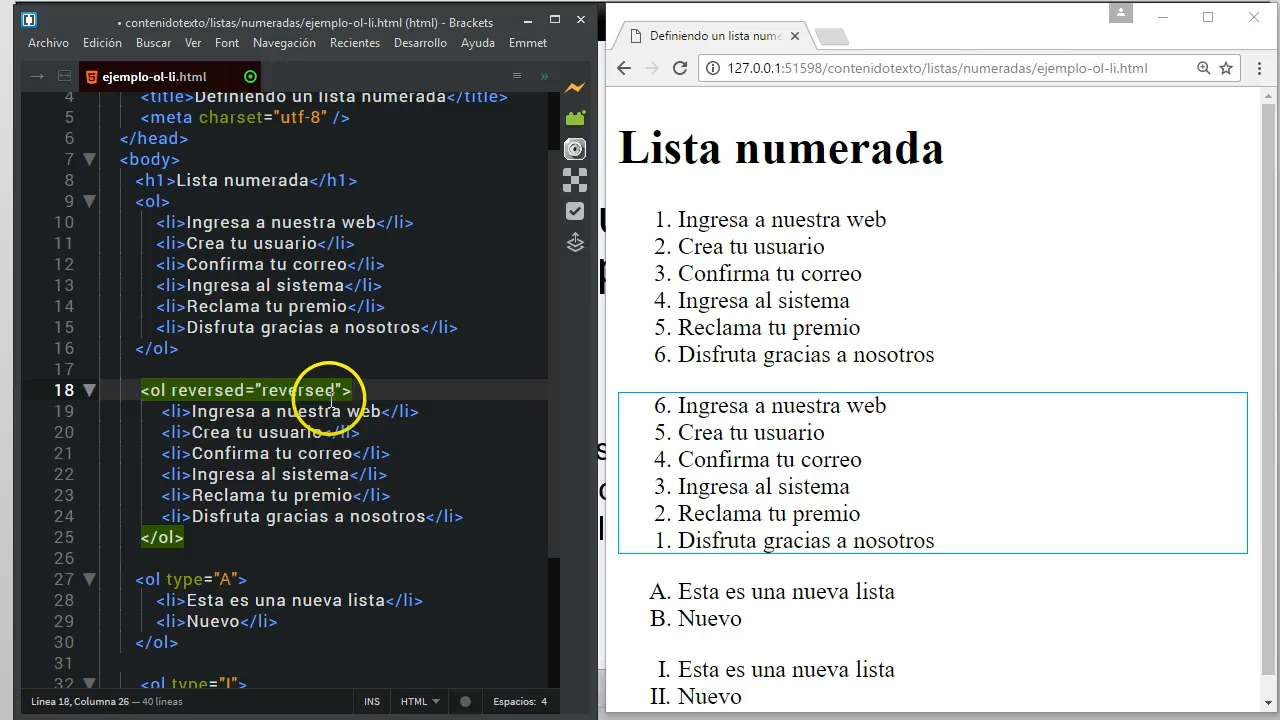 • contenidotexto/listas/numeradas/ejemplo-ol-li.html (html) - Brackets
Archivo Edición Buscar Ver Font Navegación Recientes Desarrollo Ayuda Emmet
ejemplo-ol-li.html
4 <title>Definiendo un lista numerada</title>
5 <meta charset="utf-8" />
6 </head>
7 <body>
8 <h1>Lista numerada</h1>
9 <ol>
10 <li>Ingresa a nuestra web</li>
11 <li>Crea tu usuario</li>
12 <li>Confirma tu correo</li>
13 <li>Ingresa al sistema</li>
14 <li>Reclama tu premio</li>
15 <li>Disfruta gracias a nosotros</li>
16 </ol>
17
18 <ol reversed="reversed">
19 <li>Ingresa a nuestra web</li>
20 <li>Crea tu usuario</li>
21 <li>Confirma tu correo</li>
22 <li>Ingresa al sistema</li>
23 <li>Reclama tu premio</li>
24 <li>Disfruta gracias a nosotros</li>
25 </ol>
26
27 <ol type="A">
28 <li>Esta es una nueva lista</li>
29 <li>Nuevo</li>
30 </ol>
31
32 <ol type="I">
Línea 18, Columna 26 — 40 líneas INS HTML Espacios: 4
Definiendo un lista nume
127.0.0.1:51598/contenidotexto/listas/numeradas/ejemplo-ol-li.html
Lista numerada
1. Ingresa a nuestra web
2. Crea tu usuario
3. Confirma tu correo
4. Ingresa al sistema
5. Reclama tu premio
6. Disfruta gracias a nosotros
6. Ingresa a nuestra web
5. Crea tu usuario
4. Confirma tu correo
3. Ingresa al sistema
2. Reclama tu premio
1. Disfruta gracias a nosotros
A. Esta es una nueva lista
B. Nuevo
I. Esta es una nueva lista
II. Nuevo